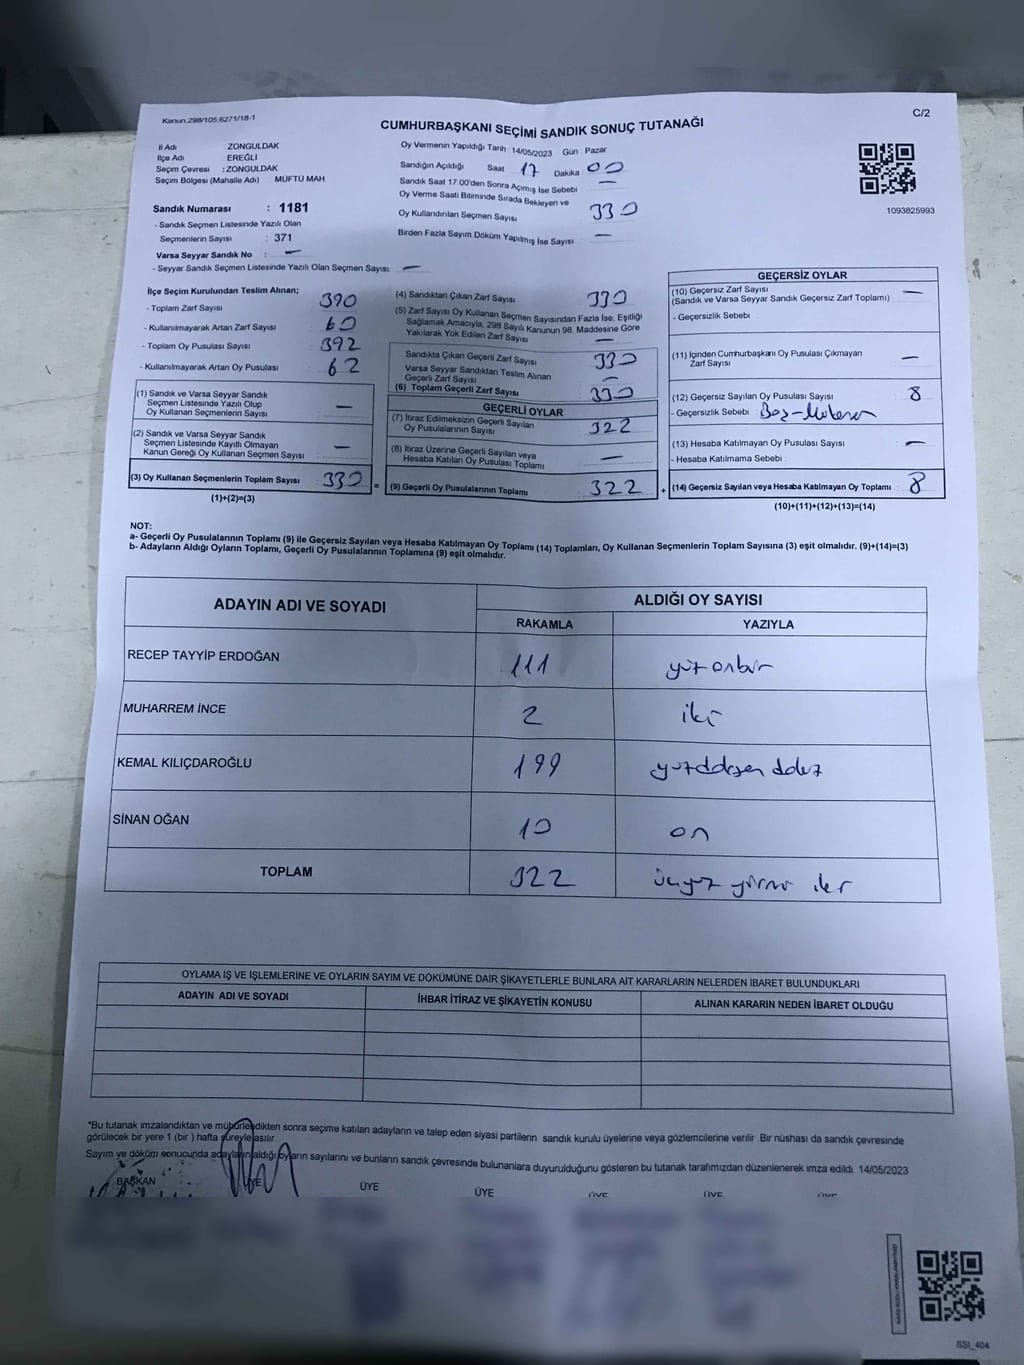 Kanun.298/105,6271/18-1
C/2
CUMHURBAŞKANI SEÇİMİ SANDIK SONUÇ TUTANAĞI
İl Adı ZONGULDAK
İlçe Adı : EREĞLİ
Seçim Çevresi : ZONGULDAK
Seçim Bölgesi (Mahalle Adı) MÜFTÜ MAH
Sandık Numarası : 1181
- Sandık Seçmen Listesinde Yazılı Olan
Seçmenlerin Sayısı : 371
Varsa Seyyar Sandık No : —
- Seyyar Sandık Seçmen Listesinde Yazılı Olan Seçmen Sayısı: —
Oy Vermenin Yapıldığı Tarih 14/05/2023 Gün Pazar
Sandığın Açıldığı Saat 17 Dakika 00
Sandık Saat 17 00'den Sonra Açımış İse Sebebi —
Oy Verme Saati Bitiminde Sırada Bekleyen ve
Oy Kullandırılan Seçmen Sayısı 330
Birden Fazla Sayım Döküm Yapılmış İse Sayısı —
1093825993
İlçe Seçim Kurulundan Teslim Alınan;
- Toplam Zarf Sayısı 390
- Kullanılmayarak Artan Zarf Sayısı 60
- Toplam Oy Pusulası Sayısı 392
- Kullanılmayarak Artan Oy Pusulası 62
(1) Sandık ve Varsa Seyyar Sandık
Seçmen Listesinde Yazılı Olup
Oy Kullanan Seçmenlerin Sayısı —
(2) Sandık ve Varsa Seyyar Sandık
Seçmen Listesinde Kayıtlı Olmayan
Kanun Gereği Oy Kullanan Seçmen Sayısı —
(3) Oy Kullanan Seçmenlerin Toplam Sayısı : 330 =
(1)+(2)=(3)
(4) Sandıktan Çıkan Zarf Sayısı 330
(5) Zarf Sayısı Oy Kullanan Seçmen Sayısından Fazla İse, Eşitliği
Sağlamak Amacıyla, 298 Sayılı Kanunun 98. Maddesine Göre
Yakılarak Yok Edilen Zarf Sayısı —
Sandıkta Çıkan Geçerli Zarf Sayısı 330
Varsa Seyyar Sandıktan Teslim Alınan
Geçerli Zarf Sayısı —
(6) Toplam Geçerli Zarf Sayısı 330
GEÇERLİ OYLAR
(7) İtiraz Edilmeksizin Geçerli Sayılan
Oy Pusulalarının Sayısı 322
(8) İtiraz Üzerine Geçerli Sayılan veya
Hesaba Katılan Oy Pusulası Toplamı —
(9) Geçerli Oy Pusulalarının Toplamı : 322 +
GEÇERSİZ OYLAR
(10) Geçersiz Zarf Sayısı —
(Sandık ve Varsa Seyyar Sandık Geçersiz Zarf Toplamı)
- Geçersizlik Sebebi
(11) İçinden Cumhurbaşkanı Oy Pusulası Çıkmayan
Zarf Sayısı —
(12) Geçersiz Sayılan Oy Pusulası Sayısı 8
- Geçersizlik Sebebi Boş-
(13) Hesaba Katılmayan Oy Pusulası Sayısı —
- Hesaba Katılmama Sebebi
(14) Geçersiz Sayılan veya Hesaba Katılmayan Oy Toplamı : 8
(10)+(11)+(12)+(13)=(14)
NOT:
a- Geçerli Oy Pusulalarının Toplamı (9) ile Geçersiz Sayılan veya Hesaba Katılmayan Oy Toplamı (14) Toplamları, Oy Kullanan Seçmenlerin Toplam Sayısına (3) eşit olmalıdır. (9)+(14)=(3)
b- Adayların Aldığı Oyların Toplamı, Geçerli Oy Pusulalarının Toplamına (9) eşit olmalıdır.
ADAYIN ADI VE SOYADI
ALDIĞI OY SAYISI
RAKAMLA YAZIYLA
RECEP TAYYİP ERDOĞAN 111 yüz onbir
MUHARREM İNCE 2 iki
KEMAL KILIÇDAROĞLU 199 yüzdoksan dokuz
SİNAN OĞAN 10 on
TOPLAM 322 üçyüz yirmi iki
OYLAMA İŞ VE İŞLEMLERİNE VE OYLARIN SAYIM VE DÖKÜMÜNE DAİR ŞİKAYETLERLE BUNLARA AİT KARARLARIN NELERDEN İBARET BULUNDUKLARI
ADAYIN ADI VE SOYADI İHBAR İTİRAZ VE ŞİKAYETİN KONUSU ALINAN KARARIN NEDEN İBARET OLDUĞU
*Bu tutanak imzalandıktan ve mühürlendikten sonra seçime katılan adayların ve talep eden siyasi partilerin sandık kurulu üyelerine veya gözlemcilerine verilir. Bir nüshası da sandık çevresinde
görülecek bir yere 1 (bir ) hafta süreyle asılır.
Sayım ve döküm sonucunda adayların aldığı oyların sayılarını ve bunların sandık çevresinde bulunanlara duyurulduğunu gösteren bu tutanak tarafımızdan düzenlenerek imza edildi 14/05/2023
BAŞKAN ÜYE ÜYE ÜYE ÜYE ÜYE ÜYE
SSI_404